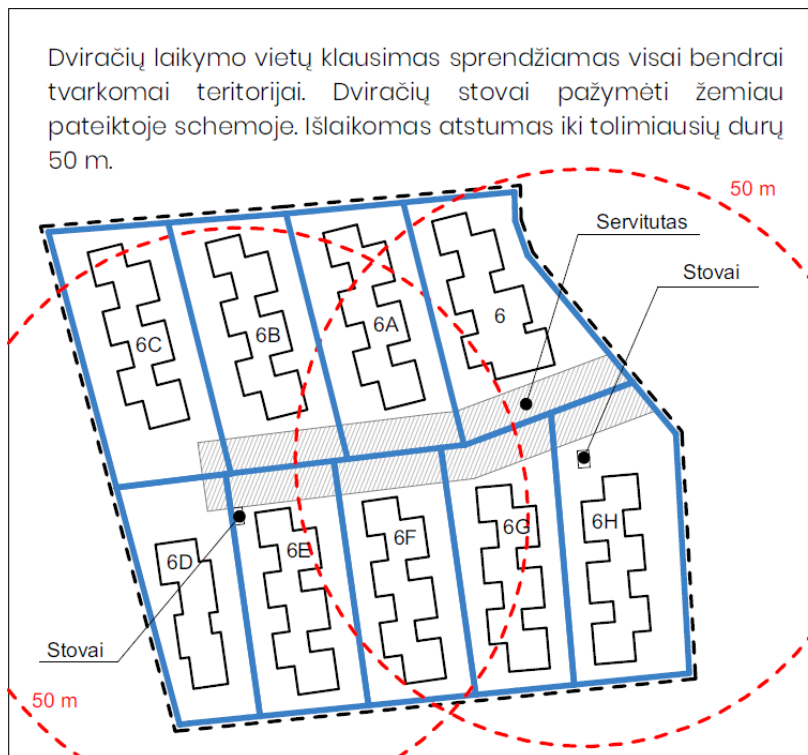 Dviračių laikymo vietų klausimas sprendžiamas visai bendrai
tvarkomai teritorijai. Dviračių stovai pažymėti žemiau
pateiktoje schemoje. Išlaikomas atstumas iki tolimiausių durų
50 m.
50 m
Servitutas
Stovai
6C
6B
6A
6
6D
6E
6F
6G
6H
Stovai
50 m